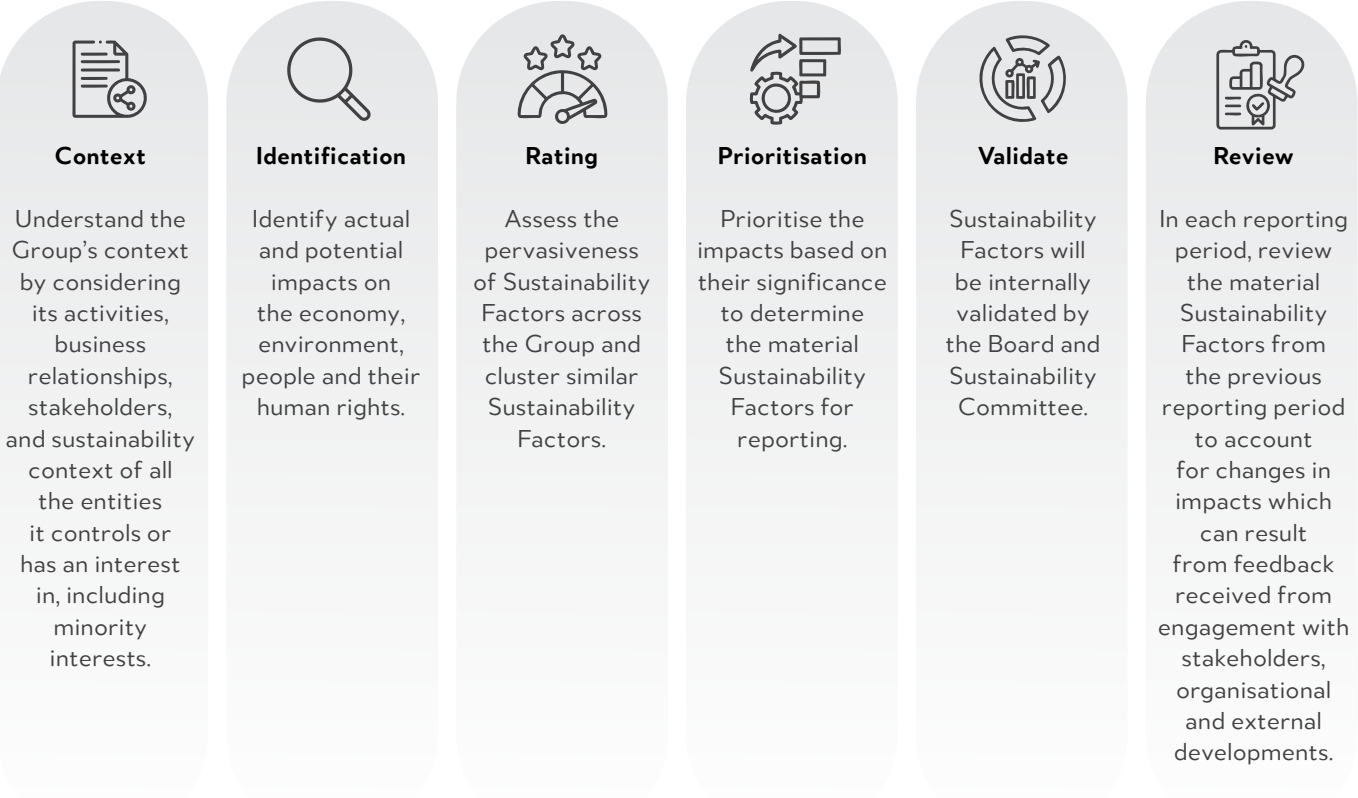 Context
Understand the
Group’s context
by considering
its activities,
business
relationships,
stakeholders,
and sustainability
context of all
the entities
it controls or
has an interest
in, including
minority
interests.
Identification
Identify actual
and potential
impacts on
the economy,
environment,
people and their
human rights.
Rating
Assess the
pervasiveness
of Sustainability
Factors across
the Group and
cluster similar
Sustainability
Factors.
Prioritisation
Prioritise the
impacts based on
their significance
to determine
the material
Sustainability
Factors for
reporting.
Validate
Sustainability
Factors will
be internally
validated by
the Board and
Sustainability
Committee.
Review
In each reporting
period, review
the material
Sustainability
Factors from
the previous
reporting period
to account
for changes in
impacts which
can result
from feedback
received from
engagement with
stakeholders,
organisational
and external
developments.